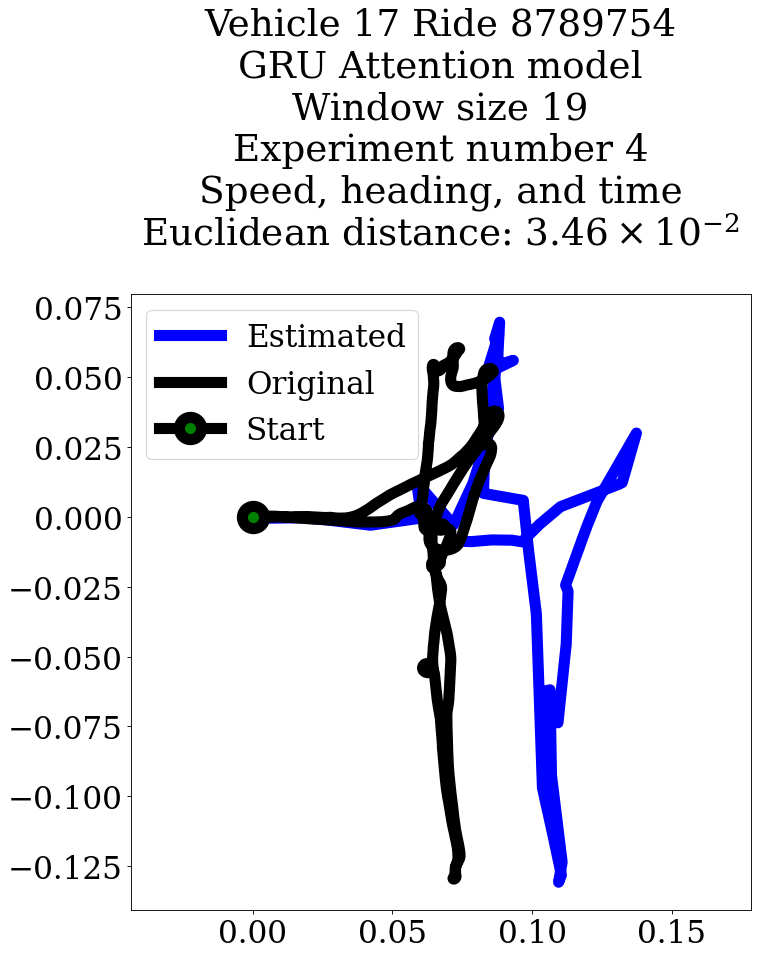 Vehicle 17 Ride 8789754
GRU Attention model
Window size 19
Experiment number 4
Speed, heading, and time
Euclidean distance: 3.46 × 10⁻²
Estimated
Original
Start
0.075
0.050
0.025
0.000
−0.025
−0.050
−0.075
−0.100
−0.125
0.00 0.05 0.10 0.15